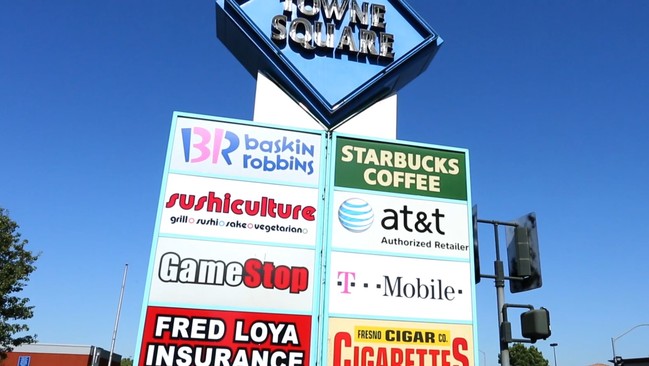 TOWNE
SQUARE
BR baskin
robbins
sushiculture
grill sushi sake vegetarian
GameStop
FRED LOYA
INSURANCE
STARBUCKS
COFFEE
at&t
Authorized Retailer
T Mobile
FRESNO CIGAR CO.
CIGARETTES